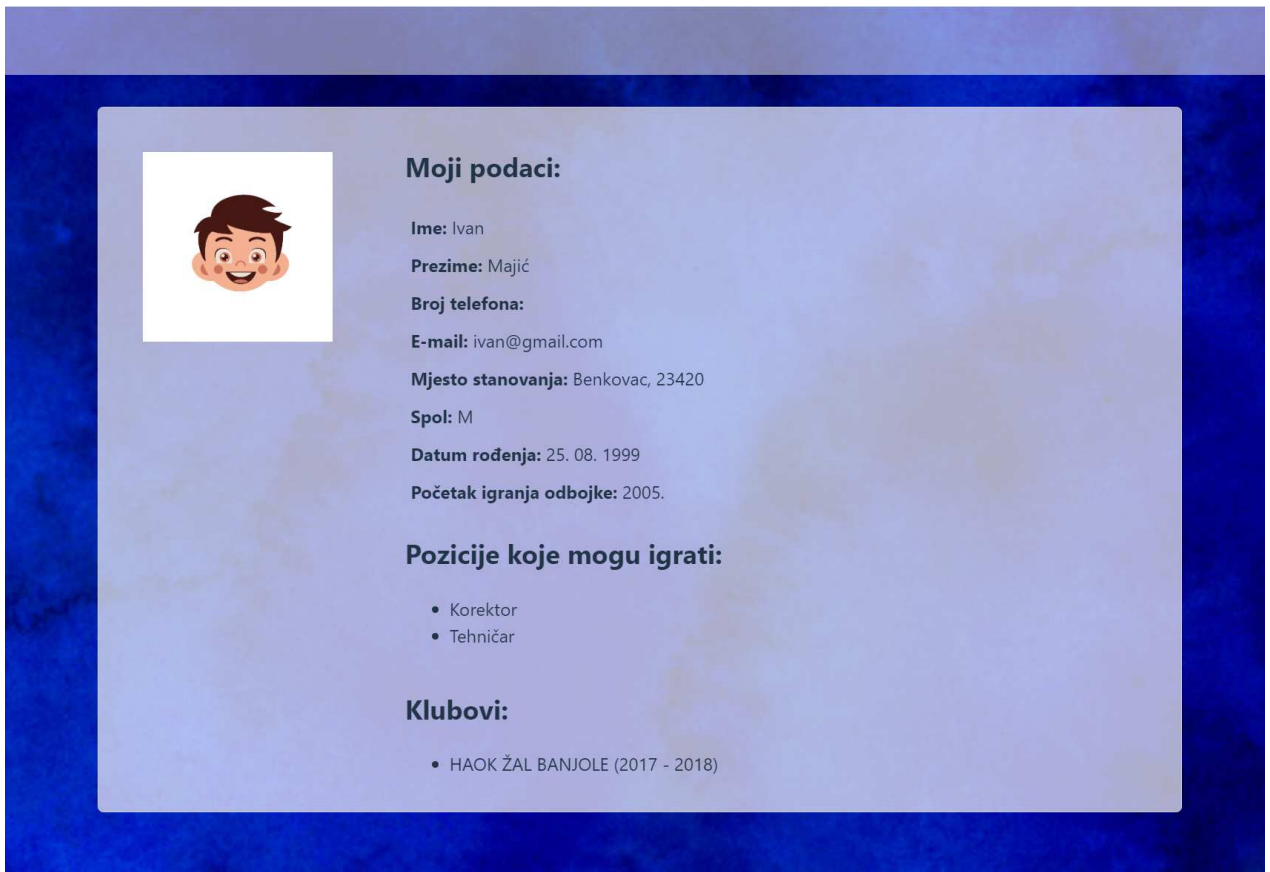 Moji podaci:
Ime: Ivan
Prezime: Majić
Broj telefona:
E-mail: ivan@gmail.com
Mjesto stanovanja: Benkovac, 23420
Spol: M
Datum rođenja: 25. 08. 1999
Početak igranja odbojke: 2005.
Pozicije koje mogu igrati:
• Korektor
• Tehničar
Klubovi:
• HAOK ŽAL BANJOLE (2017 - 2018)